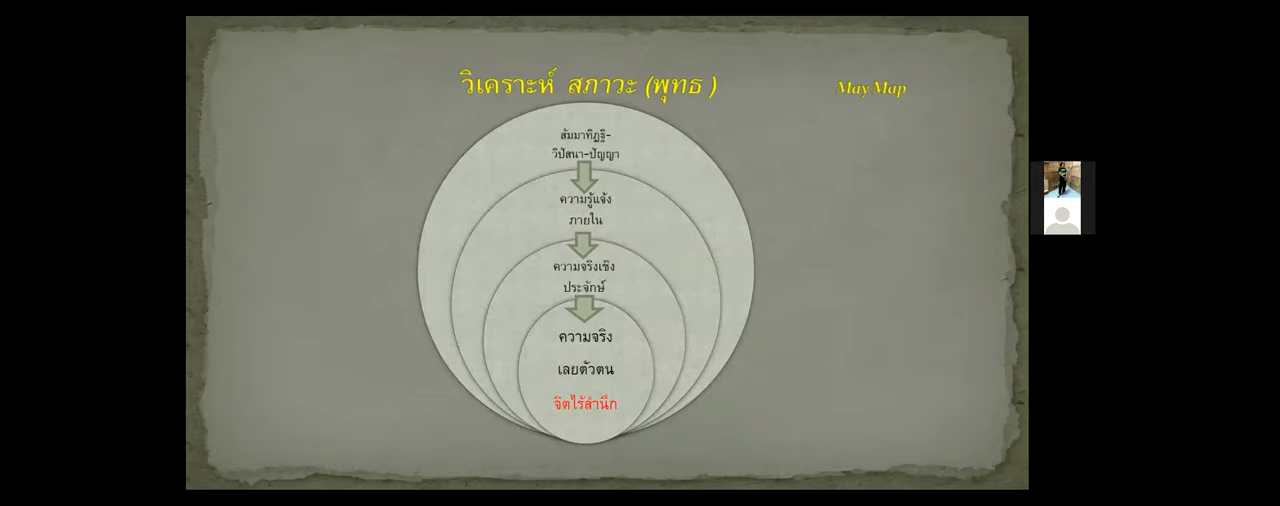 วิเคราะห์ สภาวะ (พุทธ )
May Map
สัมมาทิฏฐิ-
วิปัสนา-ปัญญา
ความรู้แจ้ง
ภายใน
ความจริงเชิง
ประจักษ์
ความจริง
เลยตัวตน
จิตไร้สำนึก